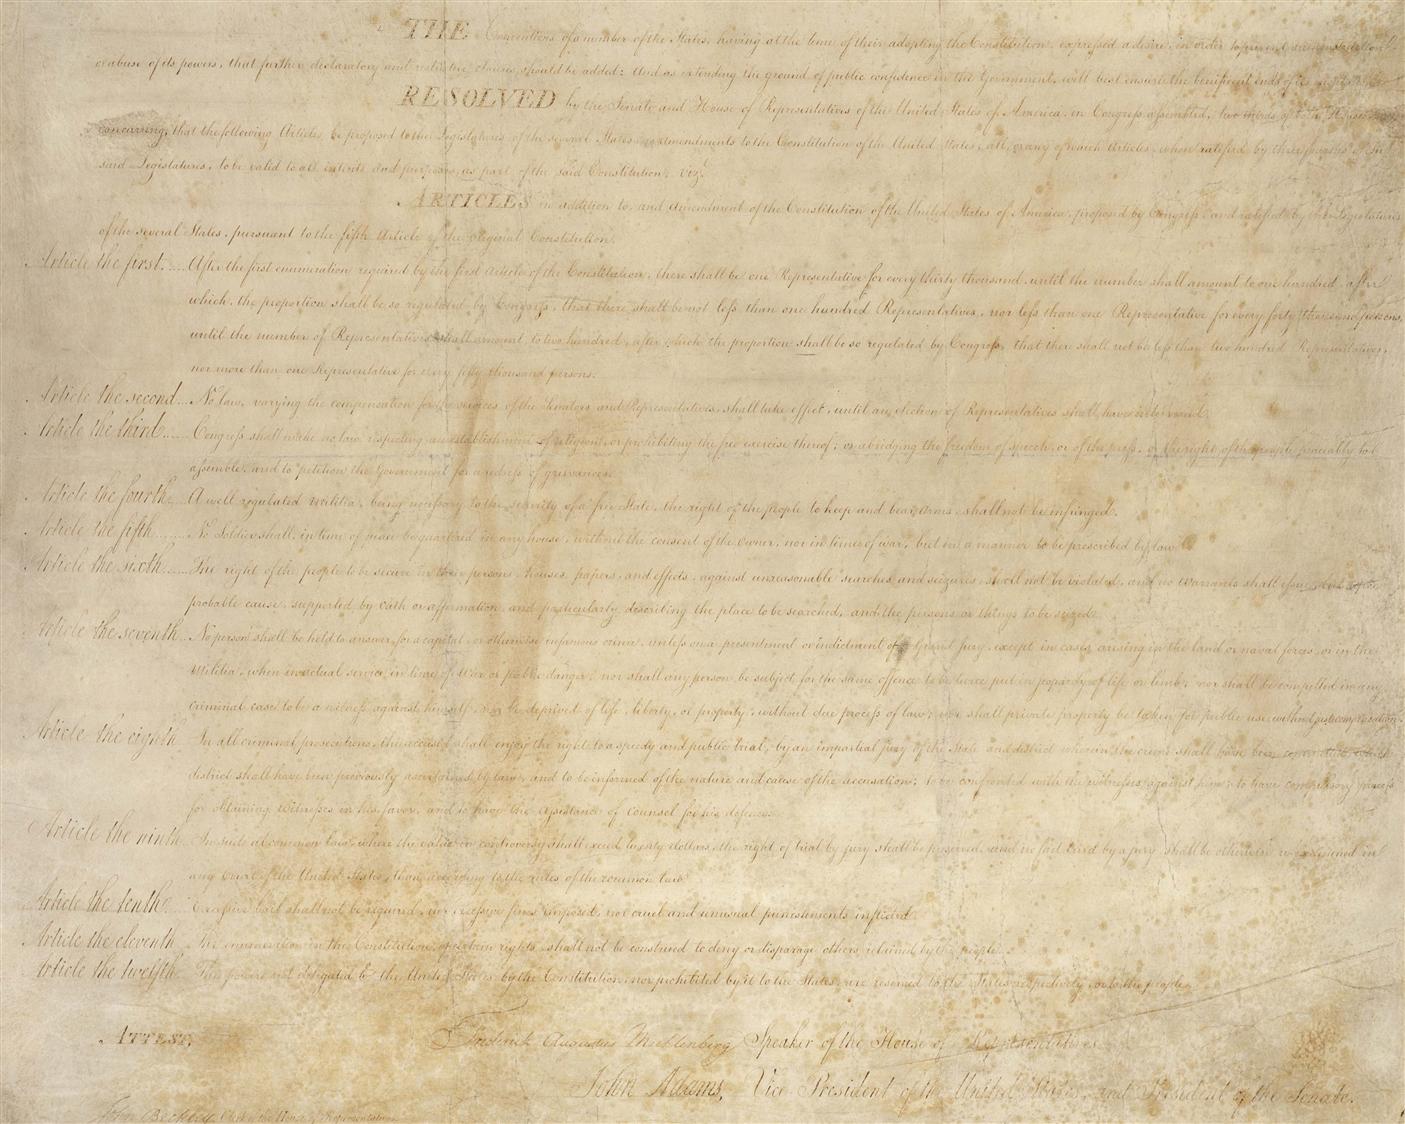 THE Conventions of a number of the States, having at the time of their adopting the Constitution, expressed a desire, in order to prevent misconstruction
or abuse of its powers, that further declaratory and restrictive clauses should be added: And as extending the ground of public confidence in the Government, will best ensure the beneficent ends of its
RESOLVED by the Senate and House of Representatives of the United States of America, in Congress assembled, two thirds of both Houses
concurring, that the following Articles be proposed to the Legislatures of the several States, as amendments to the Constitution of the United States, all, or any of which Articles, when ratified by three fourths of the
said Legislatures, to be valid to all intents and purposes, as part of the said Constitution; vizt.
ARTICLES in addition to, and amendment of the Constitution of the United States of America, proposed by Congress, and ratified by the Legislatures
of the several States, pursuant to the fifth Article of the original Constitution.
Article the first..... After the first enumeration required by the first Article of the Constitution, there shall be one Representative for every thirty thousand, until the number shall amount to one hundred, after
which, the proportion shall be so regulated by Congress, that there shall be not less than one hundred Representatives, nor less than one Representative for every forty thousand persons,
until the number of Representatives shall amount to two hundred, after which the proportion shall be so regulated by Congress, that there shall not be less than two hundred Representatives,
nor more than one Representative for every fifty thousand persons.
Article the second... No law, varying the compensation for the services of the Senators and Representatives, shall take effect, until an election of Representatives shall have intervened.
Article the third...... Congress shall make no law respecting an establishment of religion, or prohibiting the free exercise thereof; or abridging the freedom of speech, or of the press, or the right of the people peaceably to
assemble, and to petition the Government for a redress of grievances.
Article the fourth... A well regulated Militia, being necessary to the security of a free State, the right of the people to keep and bear Arms, shall not be infringed.
Article the fifth....... No Soldier shall, in time of peace be quartered in any house, without the consent of the Owner, nor in time of war, but in a manner to be prescribed by law.
Article the sixth...... The right of the people to be secure in their persons, houses, papers, and effects, against unreasonable searches and seizures, shall not be violated, and no Warrants shall issue, but upon
probable cause, supported by Oath or affirmation, and particularly describing the place to be searched, and the persons or things to be seized.
Article the seventh.. No person shall be held to answer for a capital, or otherwise infamous crime, unless on a presentment or indictment of a Grand Jury, except in cases arising in the land or naval forces, or in the
Militia, when in actual service in time of War or public danger; nor shall any person be subject for the same offence to be twice put in jeopardy of life or limb; nor shall be compelled in any
criminal case to be a witness against himself, nor be deprived of life, liberty, or property, without due process of law; nor shall private property be taken for public use, without just compensation.
Article the eighth.. In all criminal prosecutions, the accused shall enjoy the right to a speedy and public trial, by an impartial jury of the State and district wherein the crime shall have been committed, which
district shall have been previously ascertained by law, and to be informed of the nature and cause of the accusation; to be confronted with the witnesses against him; to have compulsory process
for obtaining witnesses in his favor, and to have the Assistance of Counsel for his defence.
Article the ninth.. In suits at common law, where the value in controversy shall exceed twenty dollars, the right of trial by jury shall be preserved, and no fact tried by a jury, shall be otherwise re-examined in
any Court of the United States, than according to the rules of the common law.
Article the tenth.. Excessive bail shall not be required, nor excessive fines imposed, nor cruel and unusual punishments inflicted.
Article the eleventh.. The enumeration in the Constitution, of certain rights, shall not be construed to deny or disparage others retained by the people.
Article the twelfth.. The powers not delegated to the United States by the Constitution, nor prohibited by it to the States, are reserved to the States respectively, or to the people.
ATTEST,
Frederick Augustus Muhlenberg Speaker of the House of Representatives
John Adams, Vice President of the United States, and President of the Senate.
John Beckley, Clerk of the House of Representatives